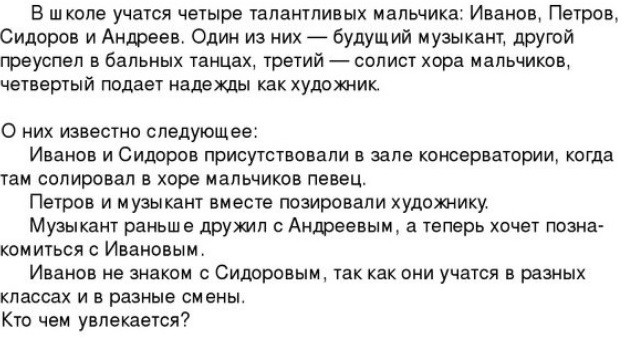 В школе учатся четыре талантливых мальчика: Иванов, Петров,
Сидоров и Андреев. Один из них — будущий музыкант, другой
преуспел в бальных танцах, третий — солист хора мальчиков,
четвертый подает надежды как художник.
О них известно следующее:
Иванов и Сидоров присутствовали в зале консерватории, когда
там солировал в хоре мальчиков певец.
Петров и музыкант вместе позировали художнику.
Музыкант раньше дружил с Андреевым, а теперь хочет позна-
комиться с Ивановым.
Иванов не знаком с Сидоровым, так как они учатся в разных
классах и в разные смены.
Кто чем увлекается?